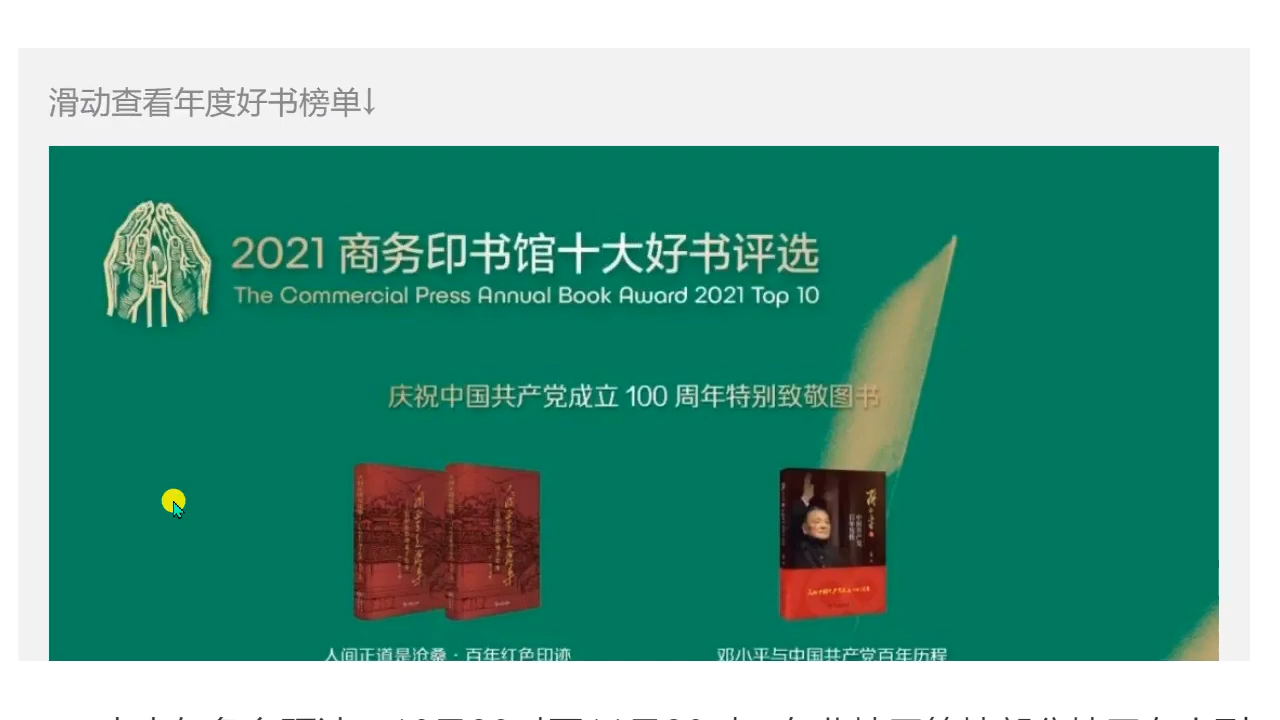 滑动查看年度好书榜单↓
2021 商务印书馆十大好书评选
The Commercial Press Annual Book Award 2021 Top 10
庆祝中国共产党成立 100 周年特别致敬图书
人间正道是沧桑·百年红色印迹
邓小平与中国共产党百年历程